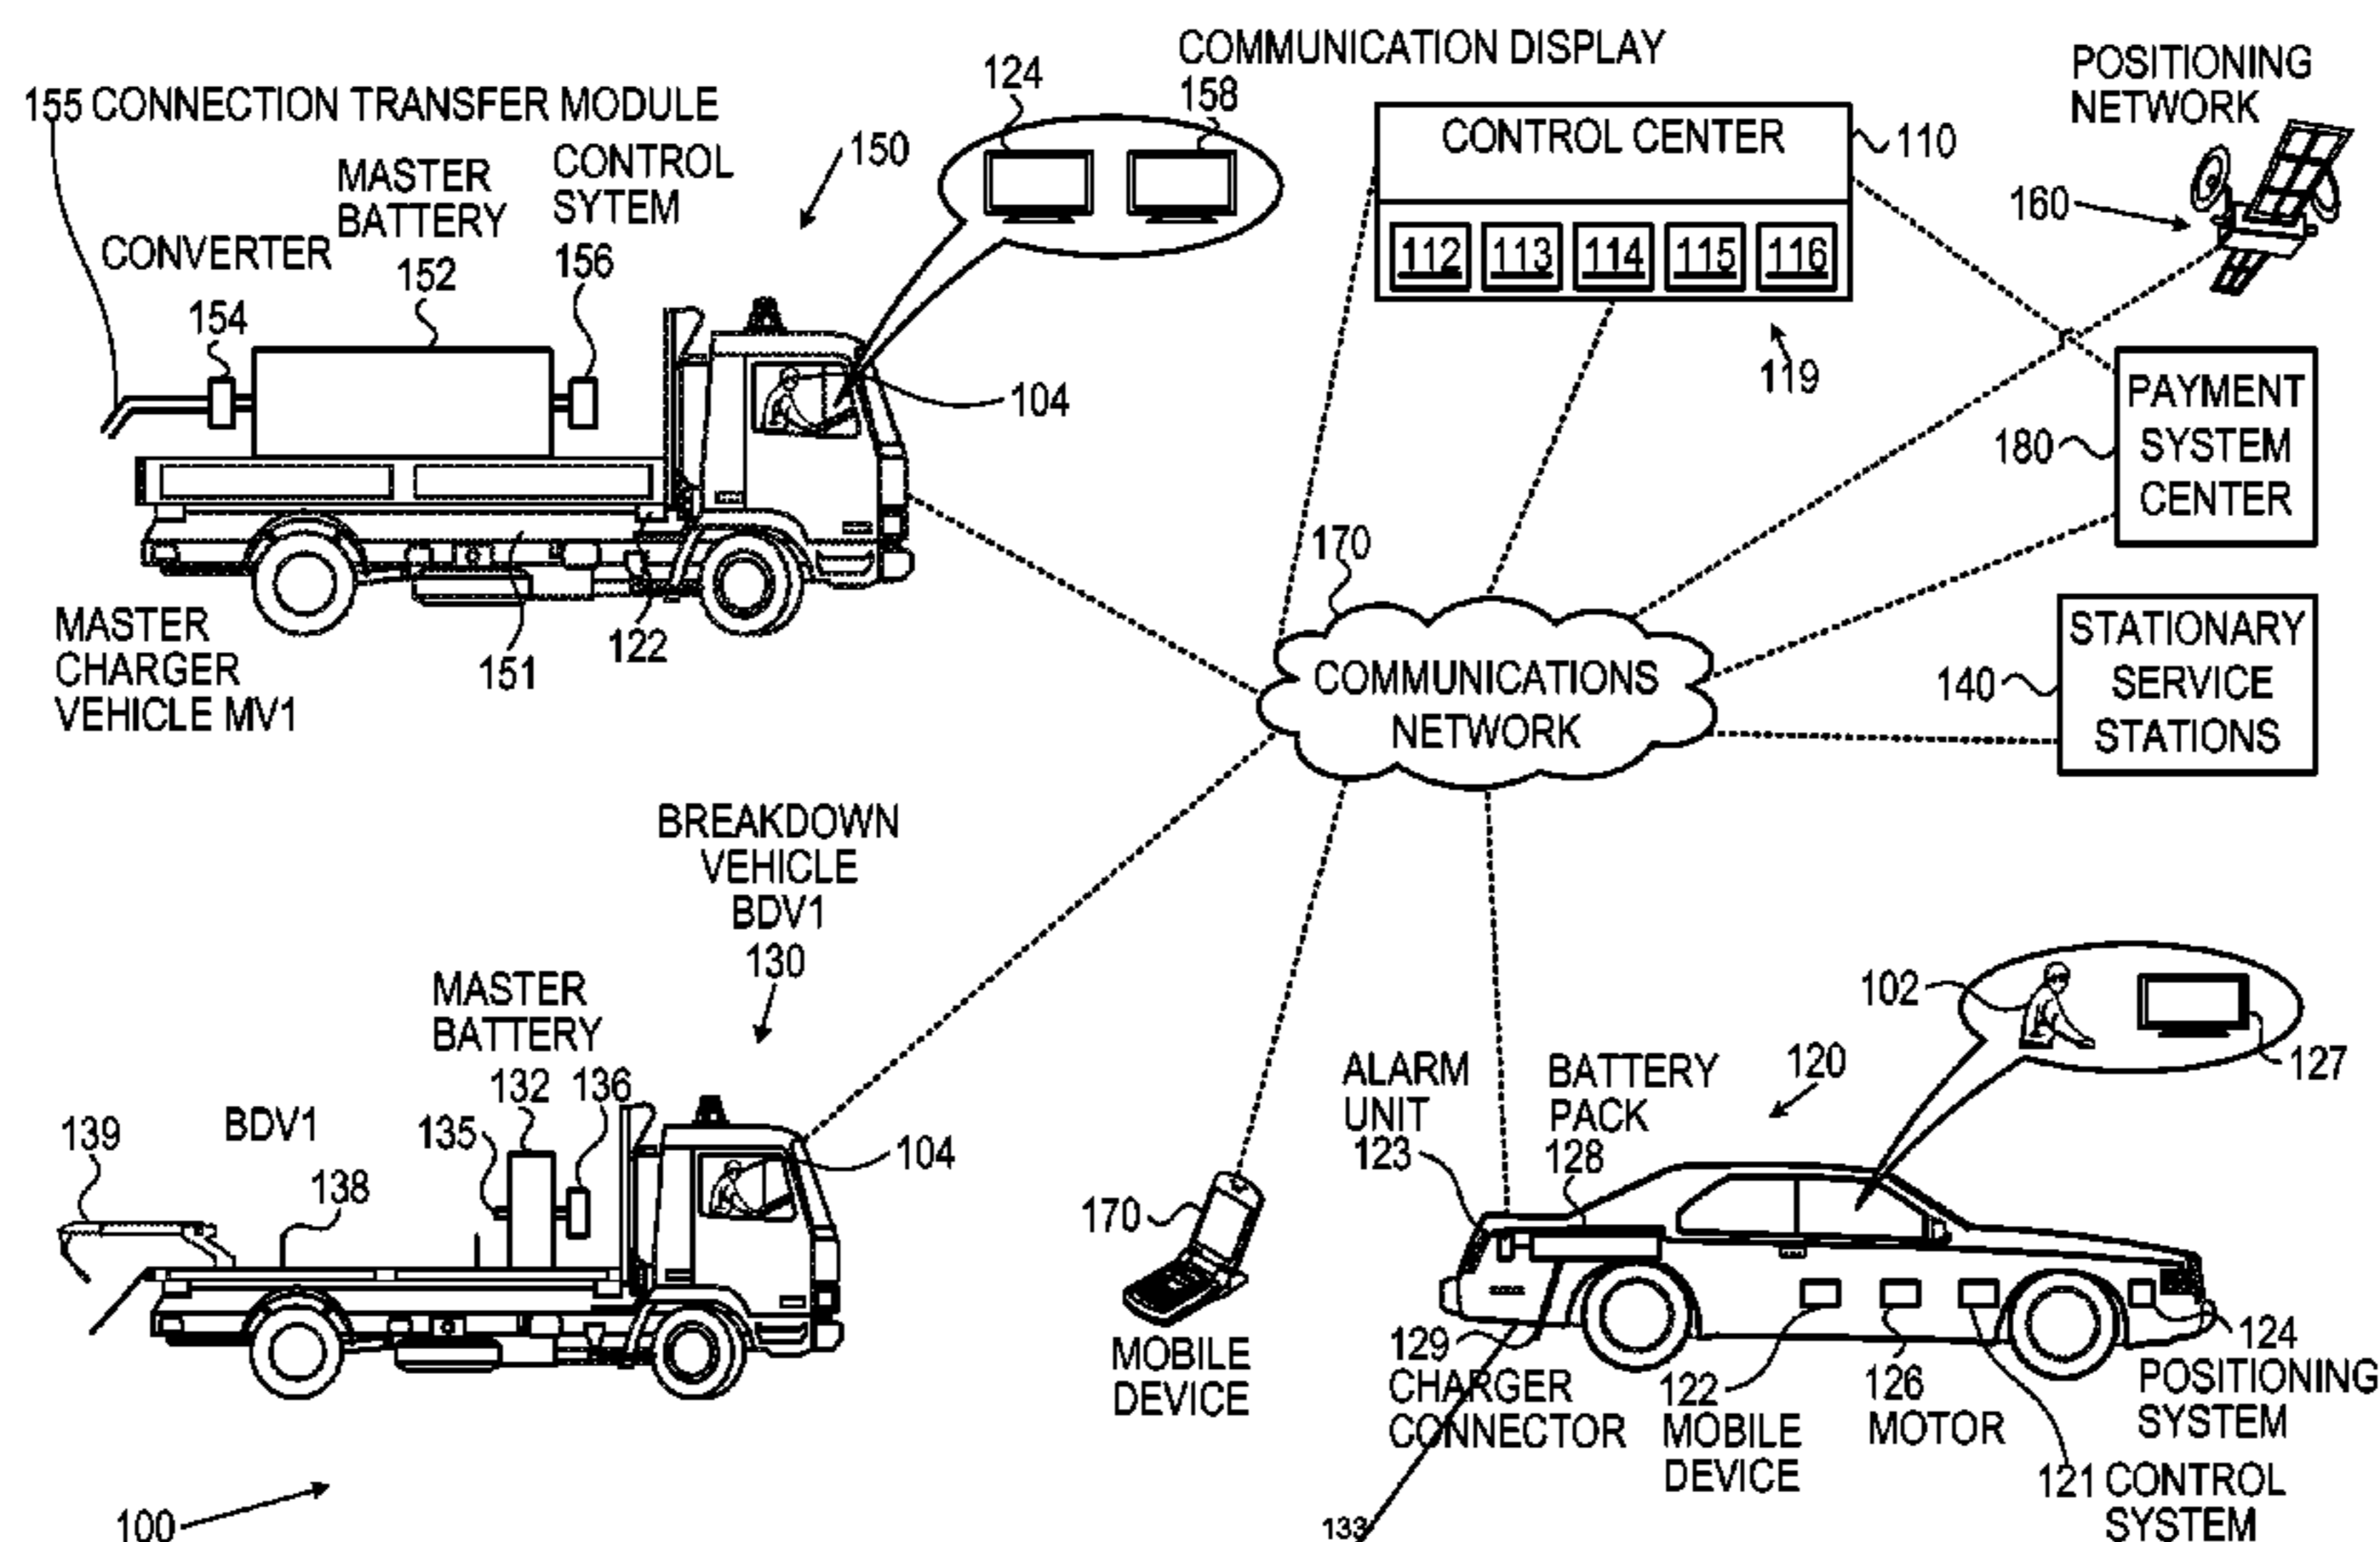 COMMUNICATION DISPLAY
124
158
155 CONNECTION TRANSFER MODULE
CONTROL
SYTEM
156
MASTER
BATTERY
152
CONVERTER
154
150
104
MASTER
CHARGER
VEHICLE MV1
151
122
CONTROL CENTER
110
112 113 114 115 116
119
POSITIONING
NETWORK
160
PAYMENT
SYSTEM
CENTER
180
STATIONARY
SERVICE
STATIONS
140
170
COMMUNICATIONS
NETWORK
BREAKDOWN
VEHICLE
BDV1
130
MASTER
BATTERY
132 136
135
BDV1
139
138
104
170
MOBILE
DEVICE
102
127
120
ALARM
UNIT
123
BATTERY
PACK
128
129
CHARGER
CONNECTOR
122
MOBILE
DEVICE
126
MOTOR
124
POSITIONING
SYSTEM
121 CONTROL
SYSTEM
133
100